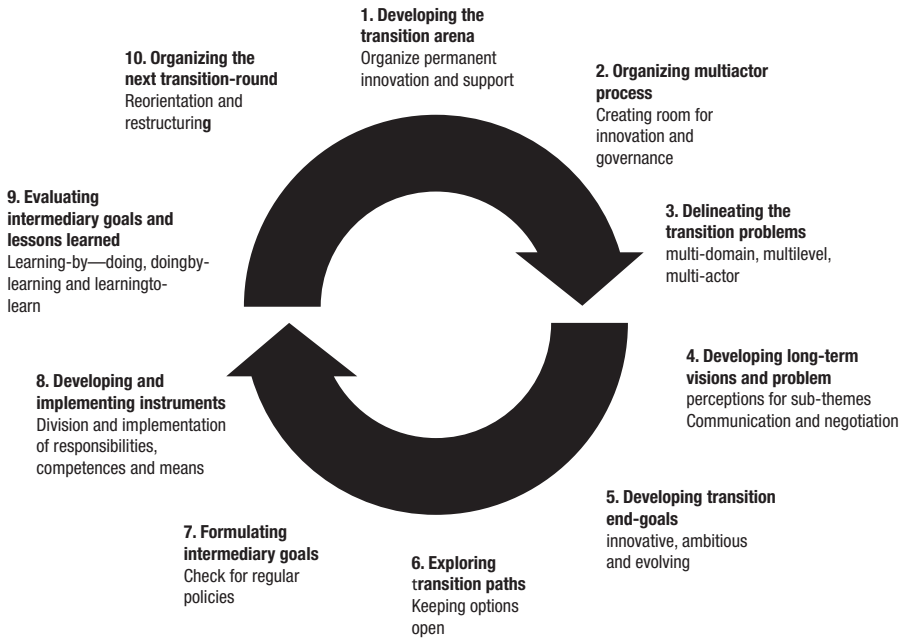 1. Developing the
transition arena
Organize permanent
innovation and support
2. Organizing multiactor
process
Creating room for
innovation and
governance
3. Delineating the
transition problems
multi-domain, multilevel,
multi-actor
4. Developing long-term
visions and problem
perceptions for sub-themes
Communication and negotiation
5. Developing transition
end-goals
innovative, ambitious
and evolving
6. Exploring
transition paths
Keeping options
open
7. Formulating
intermediary goals
Check for regular
policies
8. Developing and
implementing instruments
Division and implementation
of responsibilities,
competences and means
9. Evaluating
intermediary goals and
lessons learned
Learning-by—doing, doingby-
learning and learningto-
learn
10. Organizing the
next transition-round
Reorientation and
restructuring